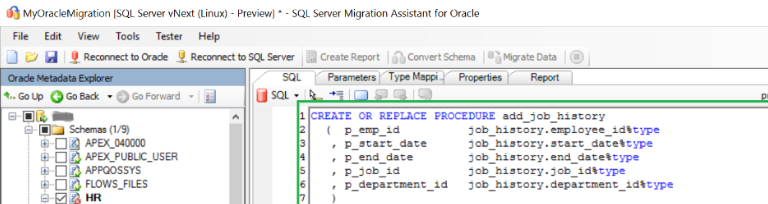 MyOracleMigration [SQL Server vNext (Linux) - Preview] * - SQL Server Migration Assistant for Oracle
File Edit View Tools Tester Help
Reconnect to Oracle Reconnect to SQL Server Create Report Convert Schema Migrate Data
Oracle Metadata Explorer
Go Up Go Back Go Forward
Schemas (1/9)
APEX_040000
APEX_PUBLIC_USER
APPQOSSYS
FLOWS_FILES
HR
SQL Parameters Type Mappi... Properties Report
SQL
1 CREATE OR REPLACE PROCEDURE add_job_history
2 ( p_emp_id job_history.employee_id%type
3 , p_start_date job_history.start_date%type
4 , p_end_date job_history.end_date%type
5 , p_job_id job_history.job_id%type
6 , p_department_id job_history.department_id%type
7 )